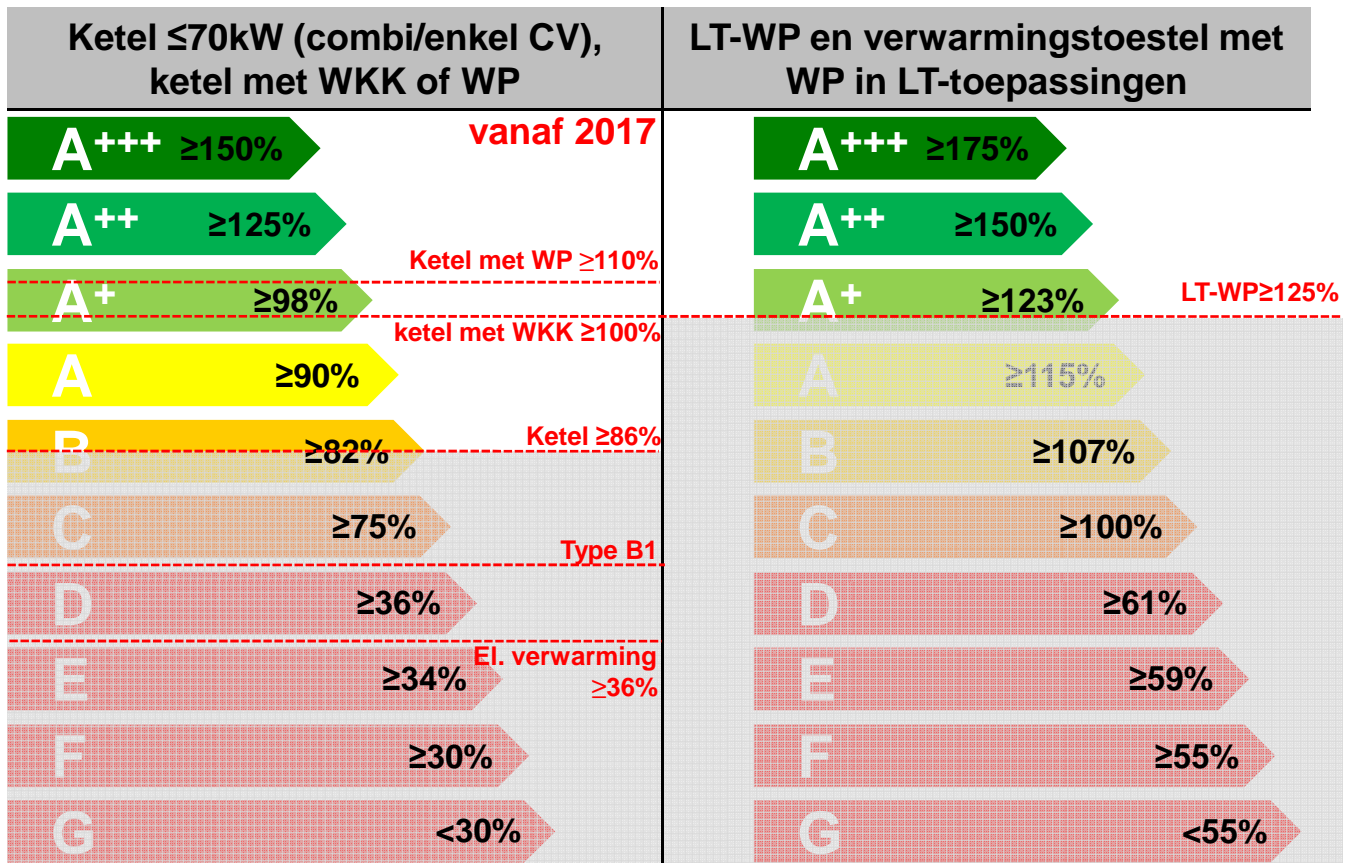 Ketel ≤70kW (combi/enkel CV),
ketel met WKK of WP
LT-WP en verwarmingstoestel met
WP in LT-toepassingen
vanaf 2017
A+++ ≥150%
A++ ≥125%
Ketel met WP ≥110%
A+ ≥98%
ketel met WKK ≥100%
A ≥90%
Ketel ≥86%
B ≥82%
C ≥75%
Type B1
D ≥36%
El. verwarming
≥36%
E ≥34%
F ≥30%
G <30%
A+++ ≥175%
A++ ≥150%
LT-WP≥125%
A+ ≥123%
A ≥115%
B ≥107%
C ≥100%
D ≥61%
E ≥59%
F ≥55%
G <55%